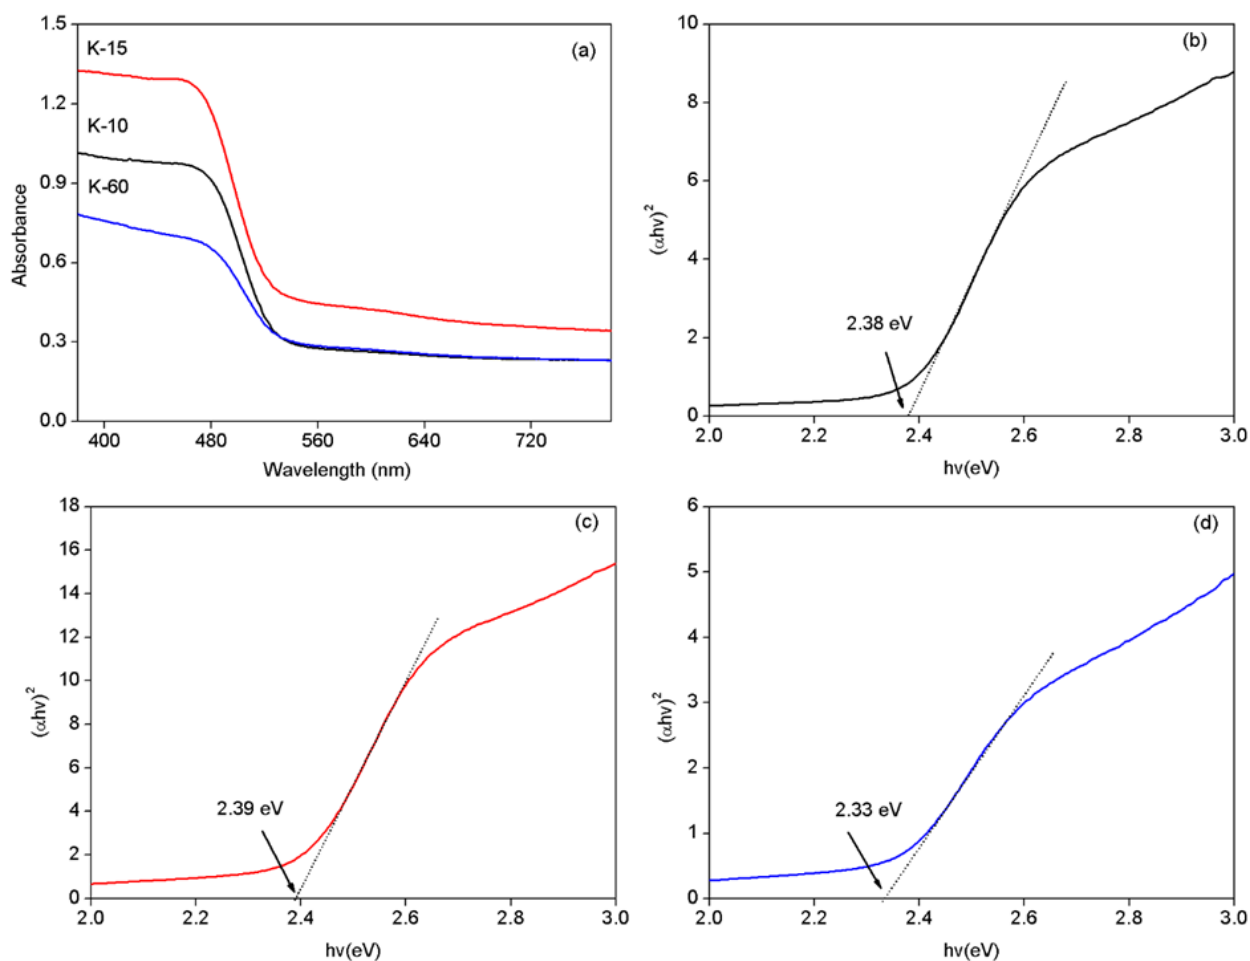 (a)
K-15
K-10
K-60
1.5
1.2
0.9
0.6
0.3
0.0
Absorbance
400 480 560 640 720
Wavelength (nm)
(b)
10
8
6
4
2
0
(αhν)²
2.38 eV
2.0 2.2 2.4 2.6 2.8 3.0
hν(eV)
(c)
18
16
14
12
10
8
6
4
2
0
(αhν)²
2.39 eV
2.0 2.2 2.4 2.6 2.8 3.0
hν(eV)
(d)
6
5
4
3
2
1
0
(αhν)²
2.33 eV
2.0 2.2 2.4 2.6 2.8 3.0
hν(eV)